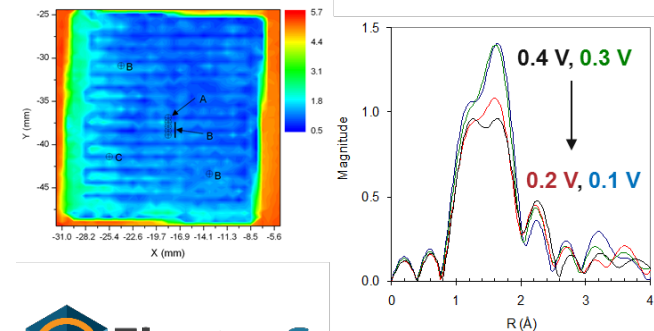 -25
-30
-35
-40
-45
Y (mm)
-31.0 -28.2 -25.4 -22.6 -19.7 -16.9 -14.1 -11.3 -8.5 -5.6
X (mm)
B
A
B
C
B
5.7
4.4
3.1
1.8
0.5
1.5
1.0
0.5
0.0
Magnitude
0.4 V, 0.3 V
0.2 V, 0.1 V
0 1 2 3 4
R (Å)